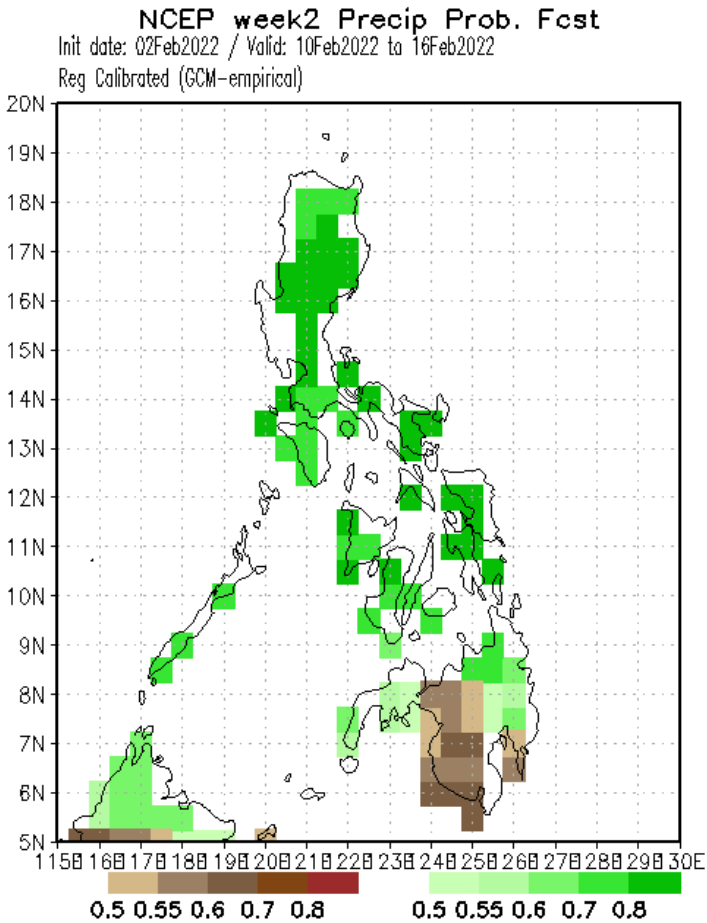 NCEP week2 Precip Prob. Fcst
Init date: 02Feb2022 / Valid: 10Feb2022 to 16Feb2022
Reg Calibrated (GCM-empirical)
20N
19N
18N
17N
16N
15N
14N
13N
12N
11N
10N
9N
8N
7N
6N
5N
115E 116E 117E 118E 119E 120E 121E 122E 123E 124E 125E 126E 127E 128E 129E 130E
0.5 0.55 0.6 0.7 0.8 0.5 0.55 0.6 0.7 0.8